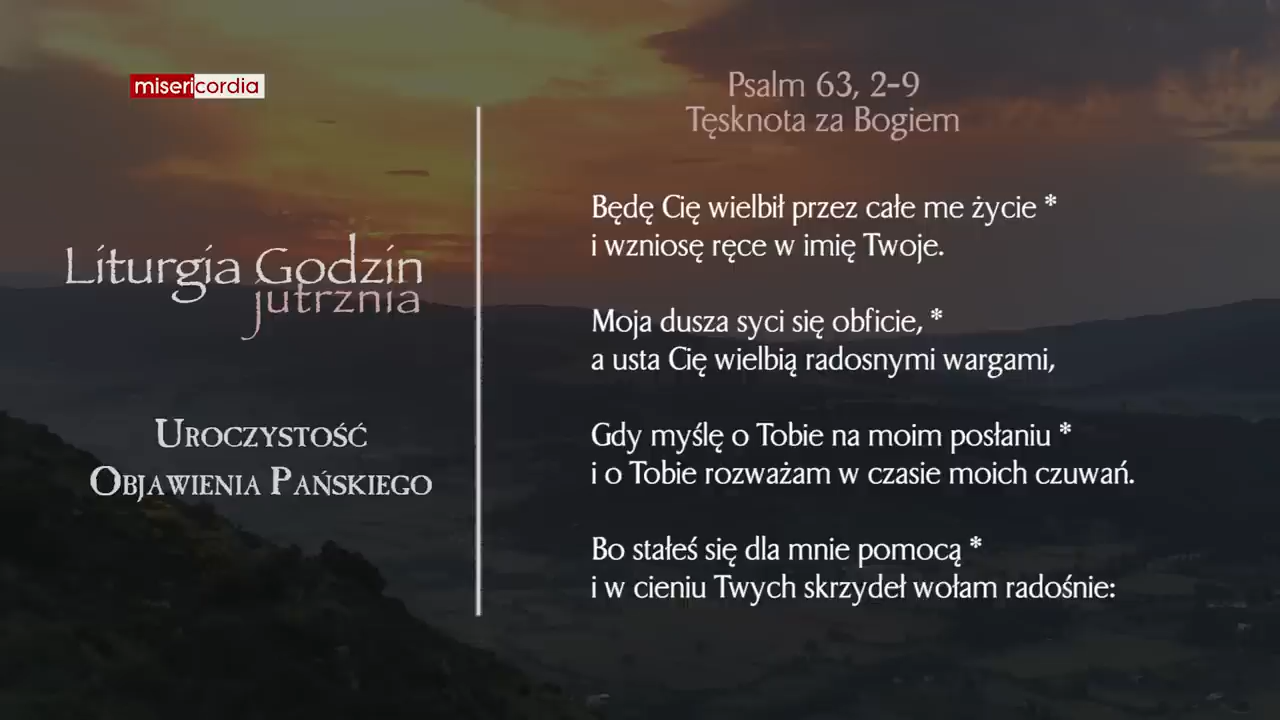 misericordia
Liturgia Godzin
jutrznia
Uroczystość
Objawienia Pańskiego
Psalm 63, 2-9
Tęsknota za Bogiem
Będę Cię wielbił przez całe me życie *
i wzniosę ręce w imię Twoje.
Moja dusza syci się obficie, *
a usta Cię wielbią radosnymi wargami,
Gdy myślę o Tobie na moim posłaniu *
i o Tobie rozważam w czasie moich czuwań.
Bo stałeś się dla mnie pomocą *
i w cieniu Twych skrzydeł wołam radośnie: